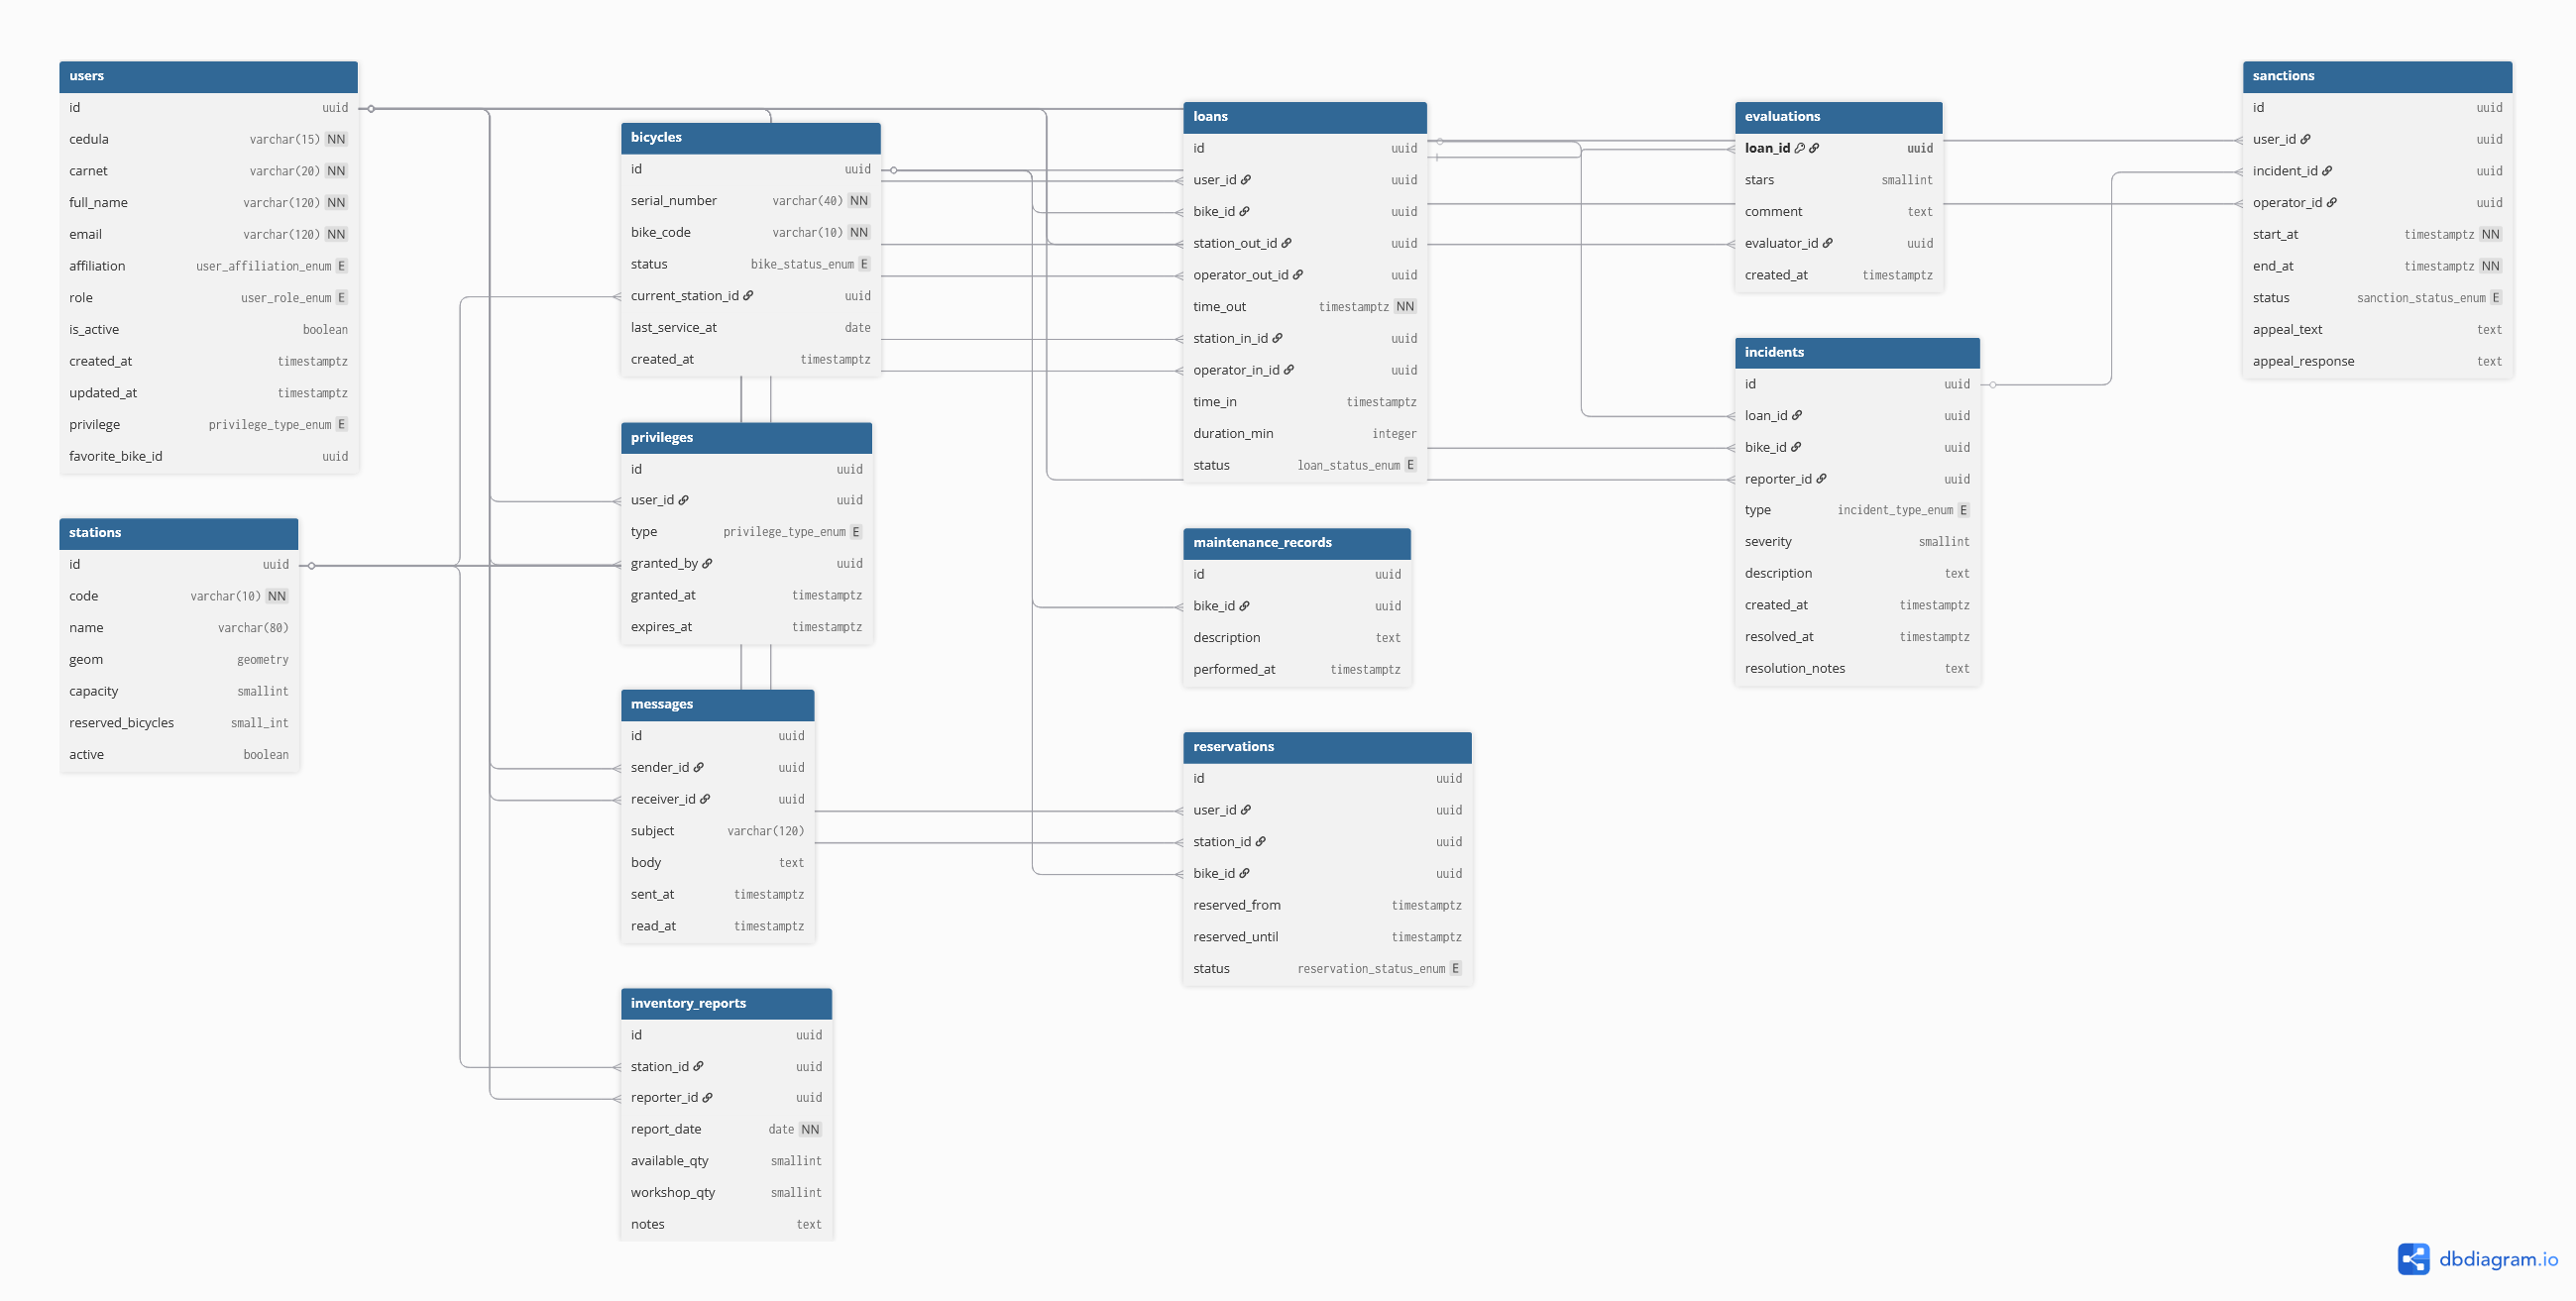 users
id uuid
cedula varchar(15) NN
carnet varchar(20) NN
full_name varchar(120) NN
email varchar(120) NN
affiliation user_affiliation_enum E
role user_role_enum E
is_active boolean
created_at timestamptz
updated_at timestamptz
privilege privilege_type_enum E
favorite_bike_id uuid
stations
id uuid
code varchar(10) NN
name varchar(80)
geom geometry
capacity smallint
reserved_bicycles small_int
active boolean
bicycles
id uuid
serial_number varchar(40) NN
bike_code varchar(10) NN
status bike_status_enum E
current_station_id uuid
last_service_at date
created_at timestamptz
privileges
id uuid
user_id uuid
type privilege_type_enum E
granted_by uuid
granted_at timestamptz
expires_at timestamptz
messages
id uuid
sender_id uuid
receiver_id uuid
subject varchar(120)
body text
sent_at timestamptz
read_at timestamptz
inventory_reports
id uuid
station_id uuid
reporter_id uuid
report_date date NN
available_qty smallint
workshop_qty smallint
notes text
loans
id uuid
user_id uuid
bike_id uuid
station_out_id uuid
operator_out_id uuid
time_out timestamptz NN
station_in_id uuid
operator_in_id uuid
time_in timestamptz
duration_min integer
status loan_status_enum E
maintenance_records
id uuid
bike_id uuid
description text
performed_at timestamptz
reservations
id uuid
user_id uuid
station_id uuid
bike_id uuid
reserved_from timestamptz
reserved_until timestamptz
status reservation_status_enum E
evaluations
loan_id uuid
stars smallint
comment text
evaluator_id uuid
created_at timestamptz
incidents
id uuid
loan_id uuid
bike_id uuid
reporter_id uuid
type incident_type_enum E
severity smallint
description text
created_at timestamptz
resolved_at timestamptz
resolution_notes text
sanctions
id uuid
user_id uuid
incident_id uuid
operator_id uuid
start_at timestamptz NN
end_at timestamptz NN
status sanction_status_enum E
appeal_text text
appeal_response text
dbdiagram.io